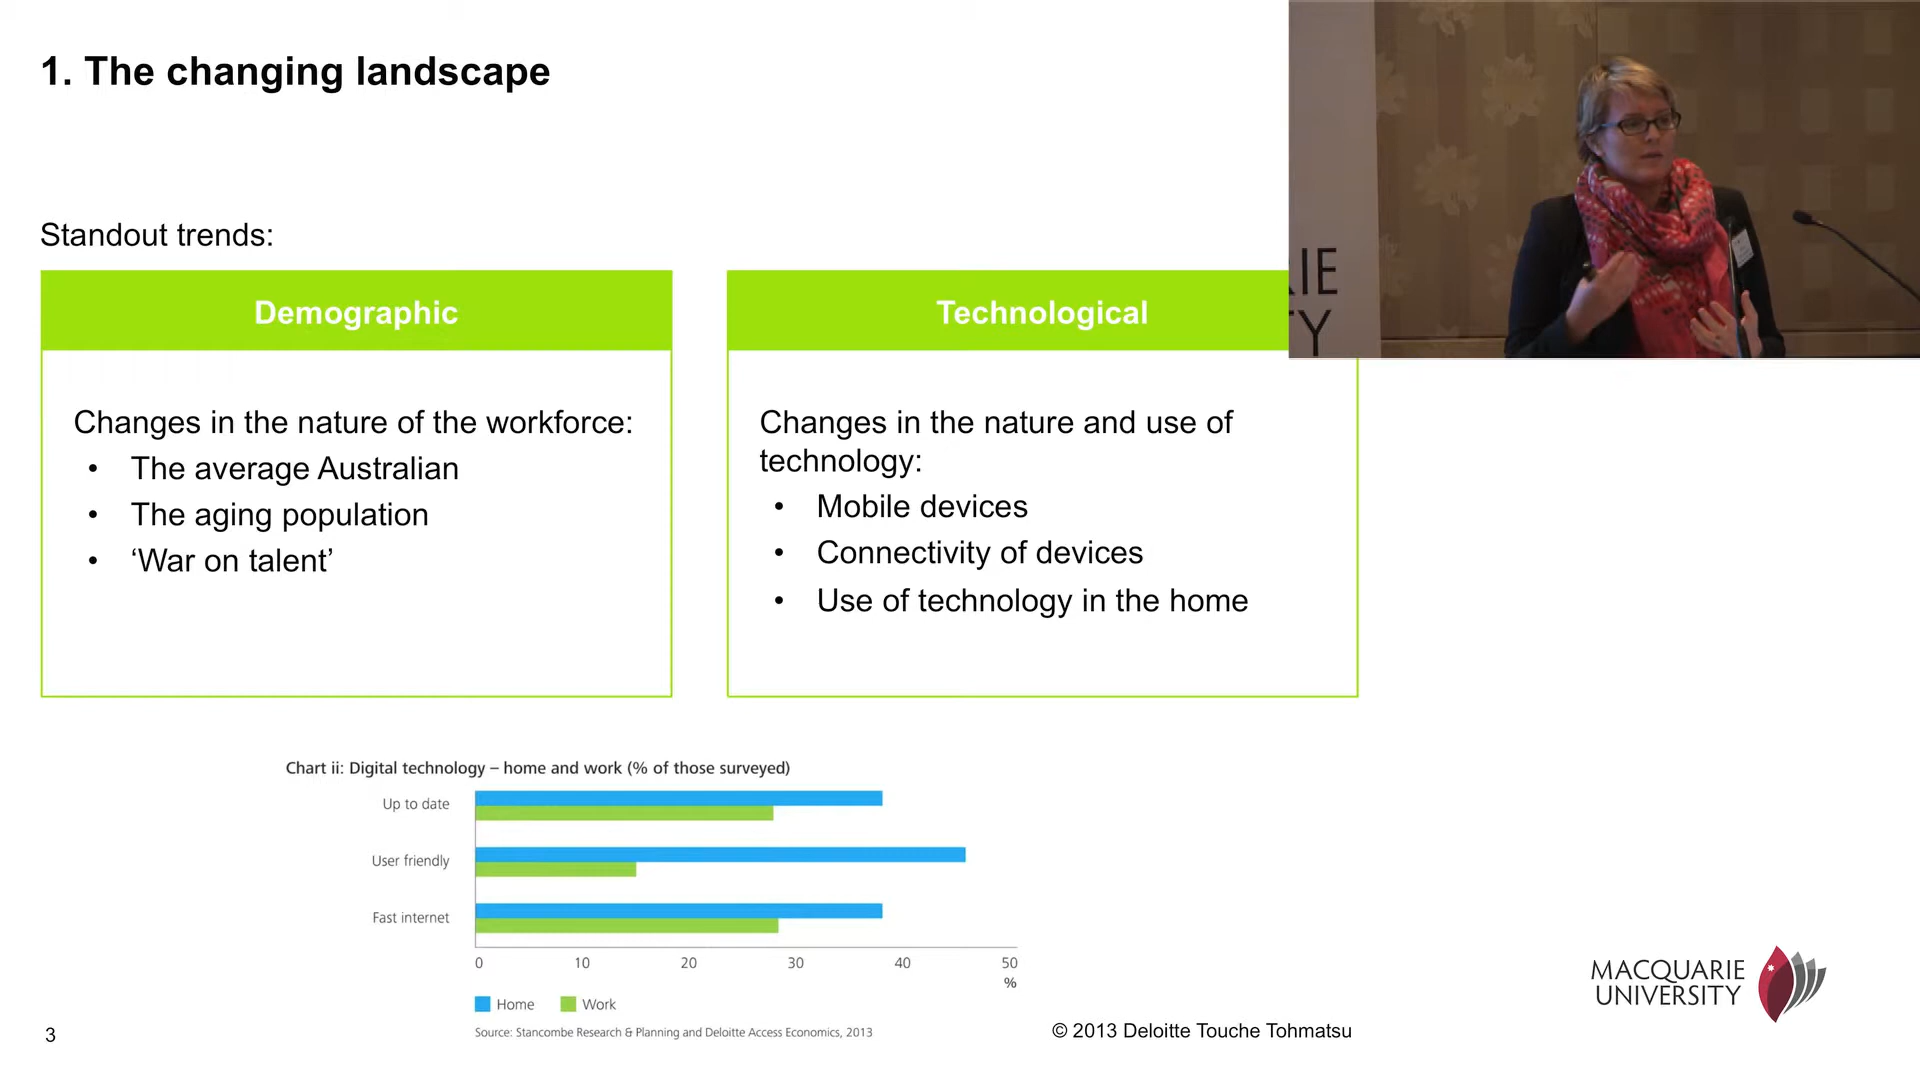 1. The changing landscape
Standout trends:
Demographic
Changes in the nature of the workforce:
• The average Australian
• The aging population
• ‘War on talent’
Technological
Changes in the nature and use of
technology:
• Mobile devices
• Connectivity of devices
• Use of technology in the home
IE
TY
Chart ii: Digital technology – home and work (% of those surveyed)
Up to date
User friendly
Fast internet
0 10 20 30 40 50
%
Home Work
Source: Stancombe Research & Planning and Deloitte Access Economics, 2013
3
© 2013 Deloitte Touche Tohmatsu
MACQUARIE
UNIVERSITY